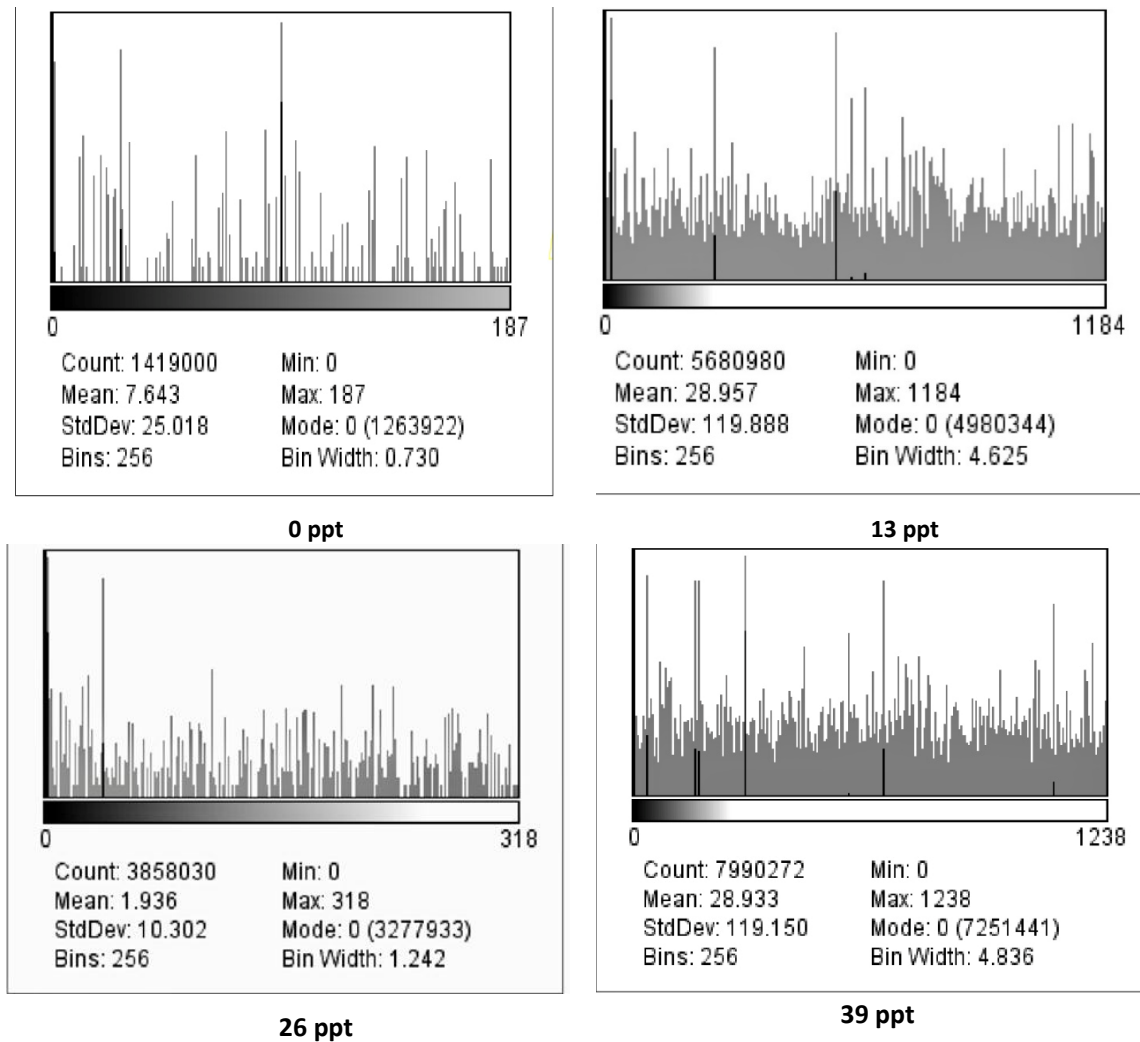 0 187
Count: 1419000 Min: 0
Mean: 7.643 Max: 187
StdDev: 25.018 Mode: 0 (1263922)
Bins: 256 Bin Width: 0.730
0 ppt
0 1184
Count: 5680980 Min: 0
Mean: 28.957 Max: 1184
StdDev: 119.888 Mode: 0 (4980344)
Bins: 256 Bin Width: 4.625
13 ppt
0 318
Count: 3858030 Min: 0
Mean: 1.936 Max: 318
StdDev: 10.302 Mode: 0 (3277933)
Bins: 256 Bin Width: 1.242
26 ppt
0 1238
Count: 7990272 Min: 0
Mean: 28.933 Max: 1238
StdDev: 119.150 Mode: 0 (7251441)
Bins: 256 Bin Width: 4.836
39 ppt